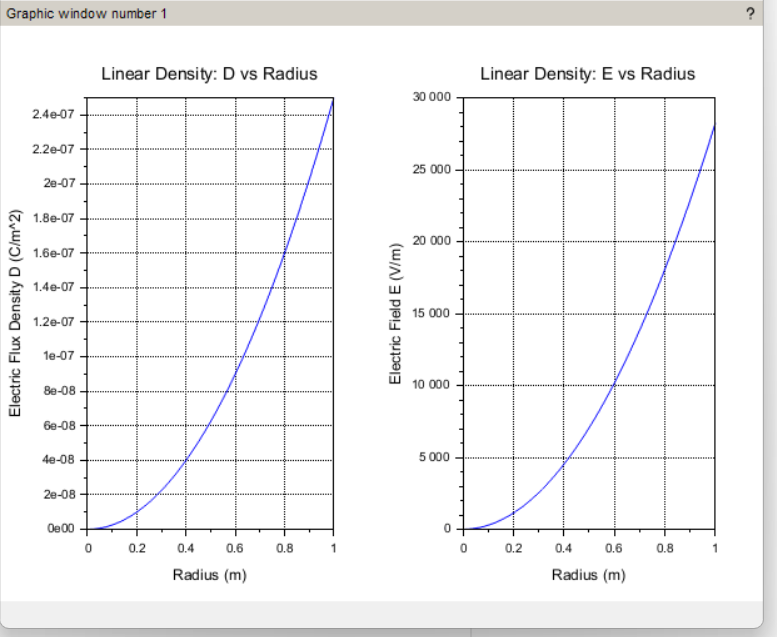 Graphic window number 1
?
Linear Density: D vs Radius
Electric Flux Density D (C/m^2)
2.4e-07
2.2e-07
2e-07
1.8e-07
1.6e-07
1.4e-07
1.2e-07
1e-07
8e-08
6e-08
4e-08
2e-08
0e00
0 0.2 0.4 0.6 0.8 1
Radius (m)
Linear Density: E vs Radius
Electric Field E (V/m)
30 000
25 000
20 000
15 000
10 000
5 000
0
0 0.2 0.4 0.6 0.8 1
Radius (m)